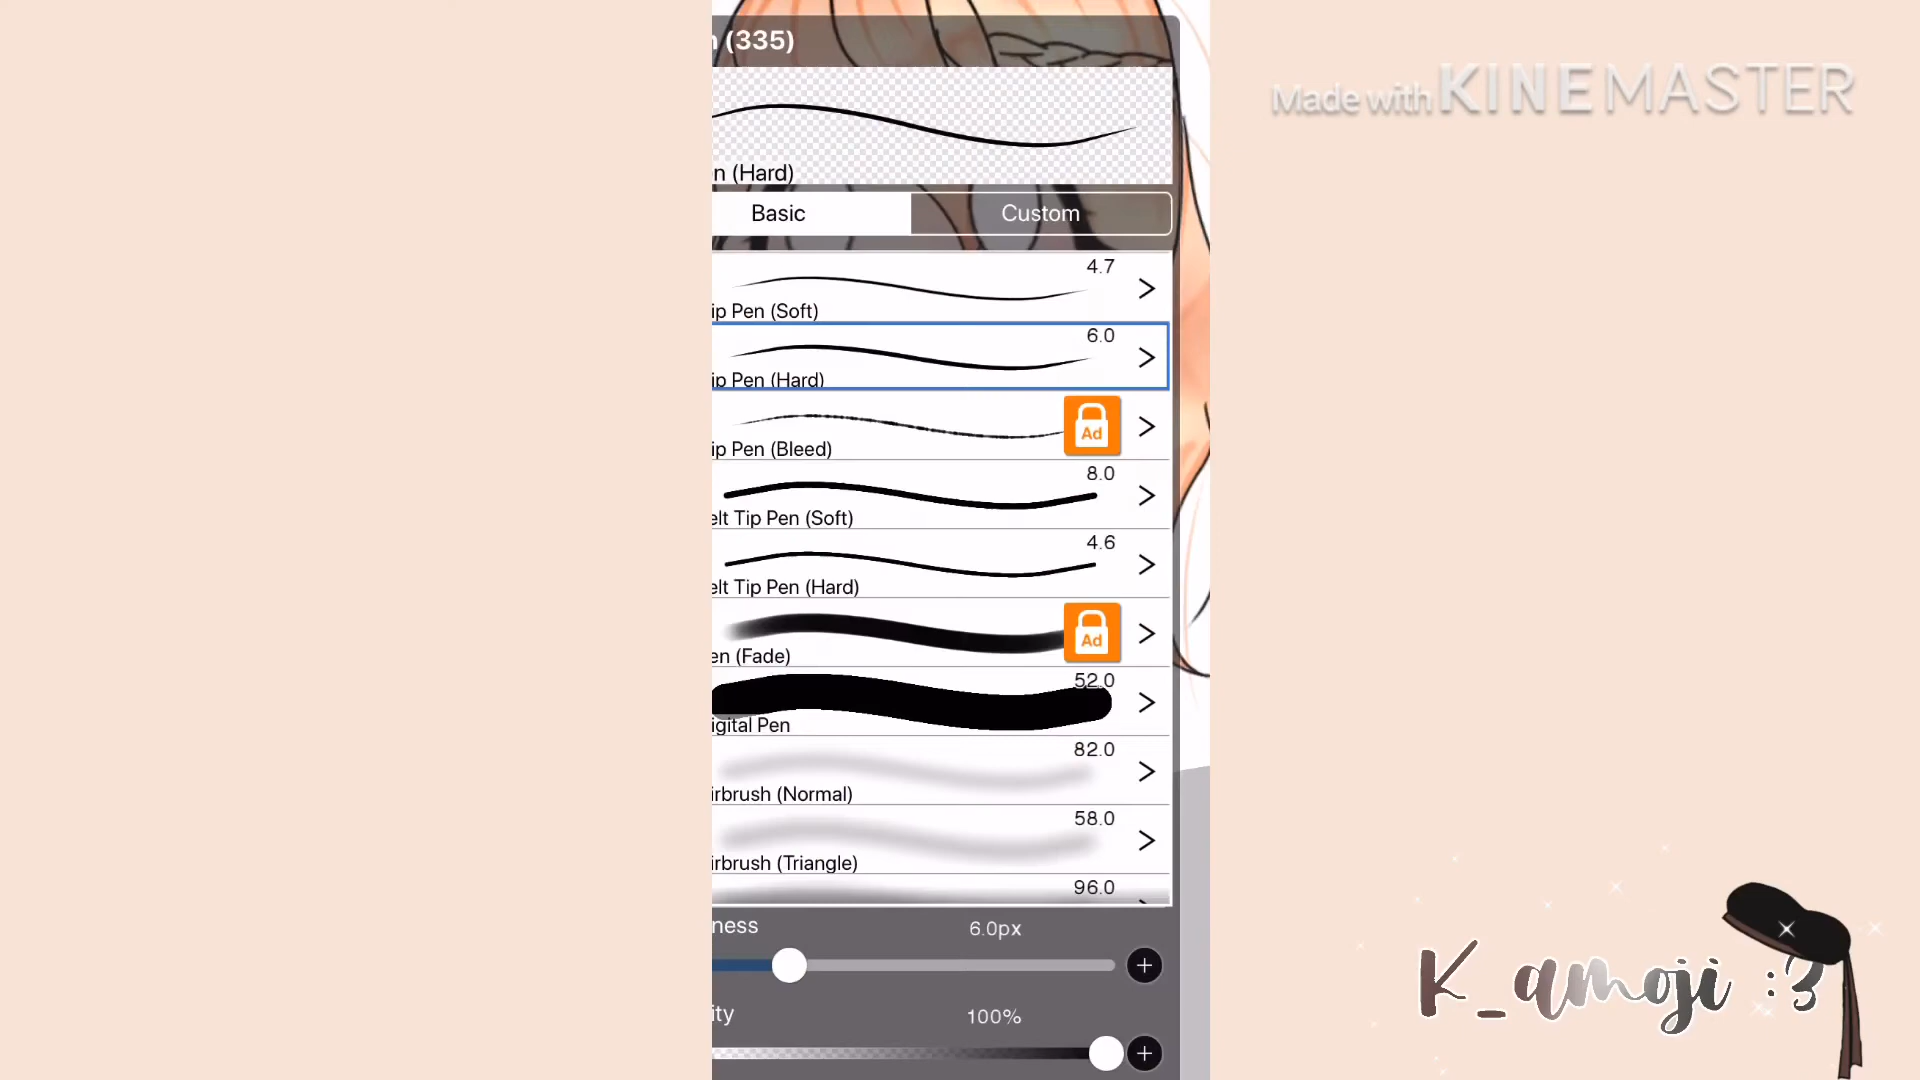 n (335)
Made with KINEMASTER
n (Hard)
Basic Custom
4.7
ip Pen (Soft)
6.0
ip Pen (Hard)
Ad
ip Pen (Bleed)
8.0
elt Tip Pen (Soft)
4.6
elt Tip Pen (Hard)
Ad
en (Fade)
52.0
igital Pen
82.0
irbrush (Normal)
58.0
irbrush (Triangle)
96.0
ness 6.0px
K_amoji :3
ity 100%